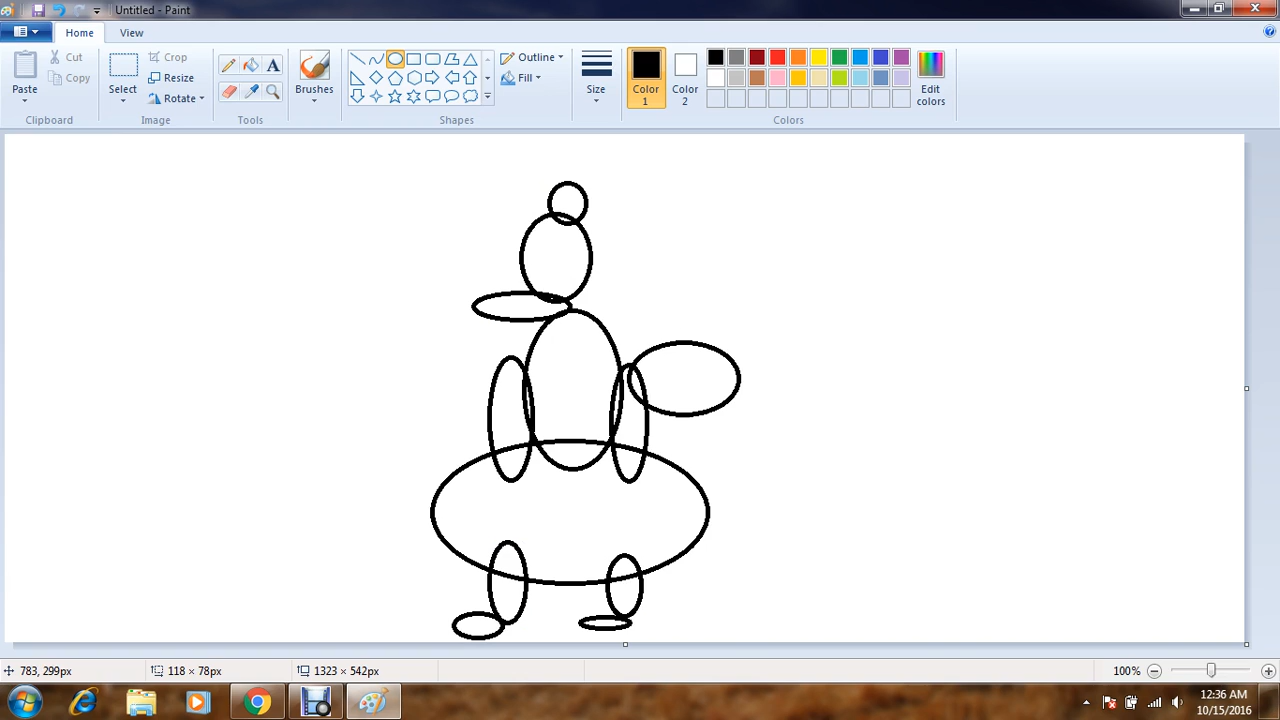 Untitled - Paint
Home View
Paste
Cut
Copy
Clipboard
Select
Crop
Resize
Rotate
Image
A
Tools
Brushes
Outline
Fill
Shapes
Size
Color 1
Color 2
Edit colors
Colors
783, 299px
118 × 78px
1323 × 542px
100%
12:36 AM
10/15/2016